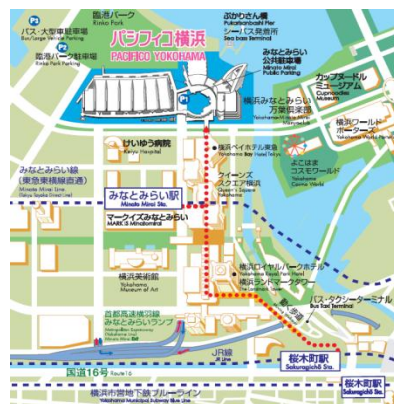 臨港パーク
Rinko Park
バス・大型車駐車場
P3
P2
臨港パーク駐車場
Rinko Park Parking
パシフィコ横浜
PACIFICO YOKOHAMA
P1
ぷかりさん橋
Pukarisanbashi Pier
シーバス発着所
Sea bass Terminal
みなとみらい
公共駐車場
Minato Mirai
Public Parking
カップヌードル
ミュージアム
Cupnoodles
Museum
横浜みなとみらい
万葉倶楽部
横浜ワールド
ポーターズ
けいゆう病院
Keiyu Hospital
横浜ベイホテル東急
Yokohama Bay Hotel Tokyu
よこはま
コスモワールド
Yokohama
Cosmo World
クイーンズ
スクエア横浜
Queen's Square
Yokohama
みなとみらい線
(東急東横線直通)
Minato Mirai Line
みなとみらい駅
Minato Mirai Sta.
マークイズみなとみらい
MARK IS Minatomirai
横浜美術館
Yokohama
Museum of Art
横浜ロイヤルパークホテル
Yokohama Royal Park Hotel
横浜ランドマークタワー
The Landmark Tower
動く歩道
バス・タクシーターミナル
Bus Taxi Terminal
首都高速横羽線
みなとみらいランプ
JR線
JR Line
桜木町駅
Sakuragicho Sta.
国道16号 Route16
桜木町駅
Sakuragicho Sta.
横浜市営地下鉄ブルーライン
Yokohama Municipal Subway Blue Line